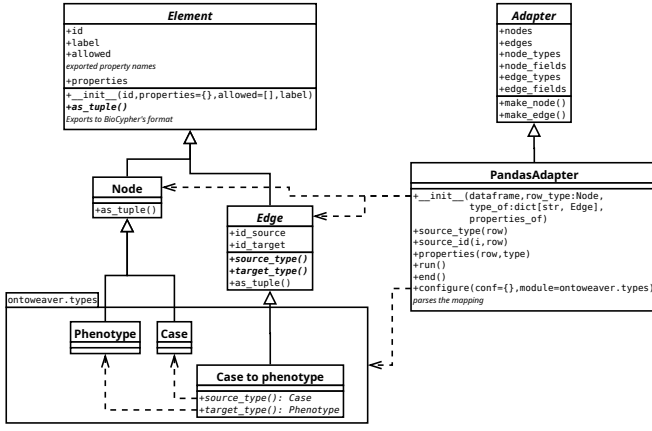 Element
+id
+label
+allowed
exported property names
+properties
+__init__(id,properties={},allowed=[],label)
+as_tuple()
Exports to BioCypher's format
Adapter
+nodes
+edges
+node_types
+node_fields
+edge_types
+edge_fields
+make_node()
+make_edge()
Node
+as_tuple()
Edge
+id_source
+id_target
+source_type()
+target_type()
+as_tuple()
PandasAdapter
+__init__(dataframe,row_type:Node,
type_of:dict[str, Edge],
properties_of)
+source_type(row)
+source_id(i,row)
+properties(row,type)
+run()
+end()
+configure(conf={},module=ontoweaver.types)
parses the mapping
ontoweaver.types
Phenotype
Case
Case to phenotype
+source_type(): Case
+target_type(): Phenotype